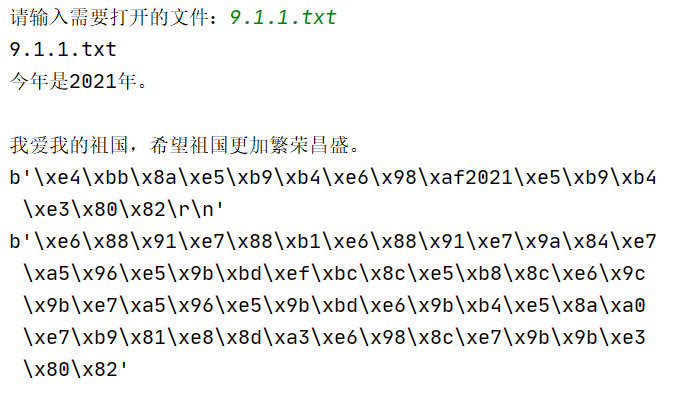 请输入需要打开的文件：9.1.1.txt
9.1.1.txt
今年是2021年。
我爱我的祖国，希望祖国更加繁荣昌盛。
b'\xe4\xbb\x8a\xe5\xb9\xb4\xe6\x98\xaf2021\xe5\xb9\xb4
\xe3\x80\x82\r\n'
b'\xe6\x88\x91\xe7\x88\xb1\xe6\x88\x91\xe7\x9a\x84\xe7
\xa5\x96\xe5\x9b\xbd\xef\xbc\x8c\xe5\xb8\x8c\xe6\x9c
\x9b\xe7\xa5\x96\xe5\x9b\xbd\xe6\x9b\xb4\xe5\x8a\xa0
\xe7\xb9\x81\xe8\x8d\xa3\xe6\x98\x8c\xe7\x9b\x9b\xe3
\x80\x82'